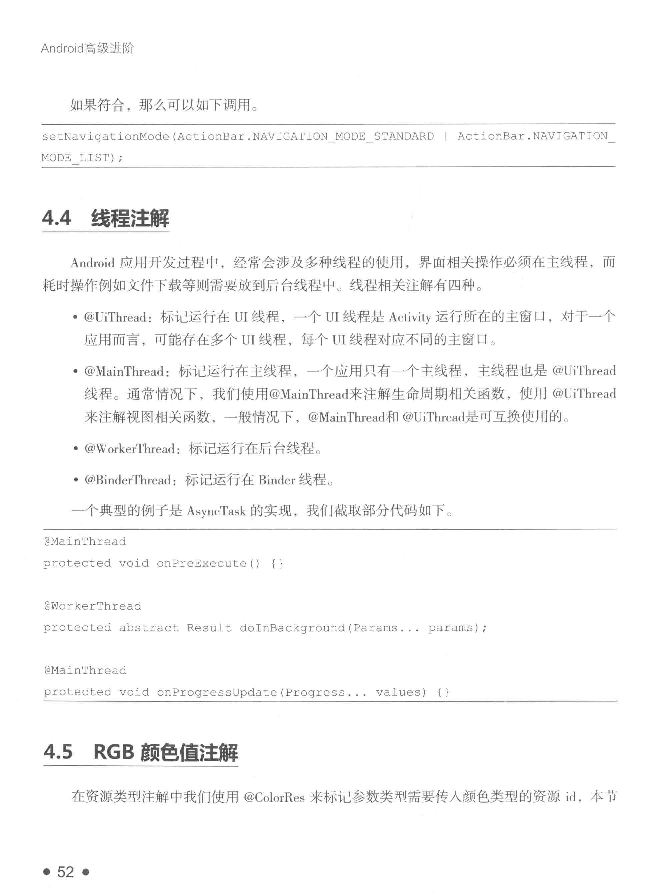 Android高级进阶
如果符合，那么可以如下调用。
setNavigationMode(ActionBar.NAVIGATION_MODE_STANDARD | ActionBar.NAVIGATION_
MODE_LIST);
4.4 线程注解
Android 应用开发过程中，经常会涉及多种线程的使用，界面相关操作必须在主线程，而
耗时操作例如文件下载等则需要放到后台线程中。线程相关注解有四种。
• @UiThread：标记运行在 UI 线程，一个 UI 线程是 Activity 运行所在的主窗口，对于一个
应用而言，可能存在多个 UI 线程，每个 UI 线程对应不同的主窗口。
• @MainThread：标记运行在主线程，一个应用只有一个主线程，主线程也是 @UiThread
线程。通常情况下，我们使用@MainThread来注解生命周期相关函数，使用 @UiThread
来注解视图相关函数，一般情况下，@MainThread和 @UiThread是可互换使用的。
• @WorkerThread：标记运行在后台线程。
• @BinderThread：标记运行在 Binder 线程。
一个典型的例子是 AsyncTask 的实现，我们截取部分代码如下。
@MainThread
protected void onPreExecute() {}
@WorkerThread
protected abstract Result doInBackground(Params... params);
@MainThread
protected void onProgressUpdate(Progress... values) {}
4.5 RGB 颜色值注解
在资源类型注解中我们使用 @ColorRes 来标记参数类型需要传入颜色类型的资源 id，本节
• 52 •